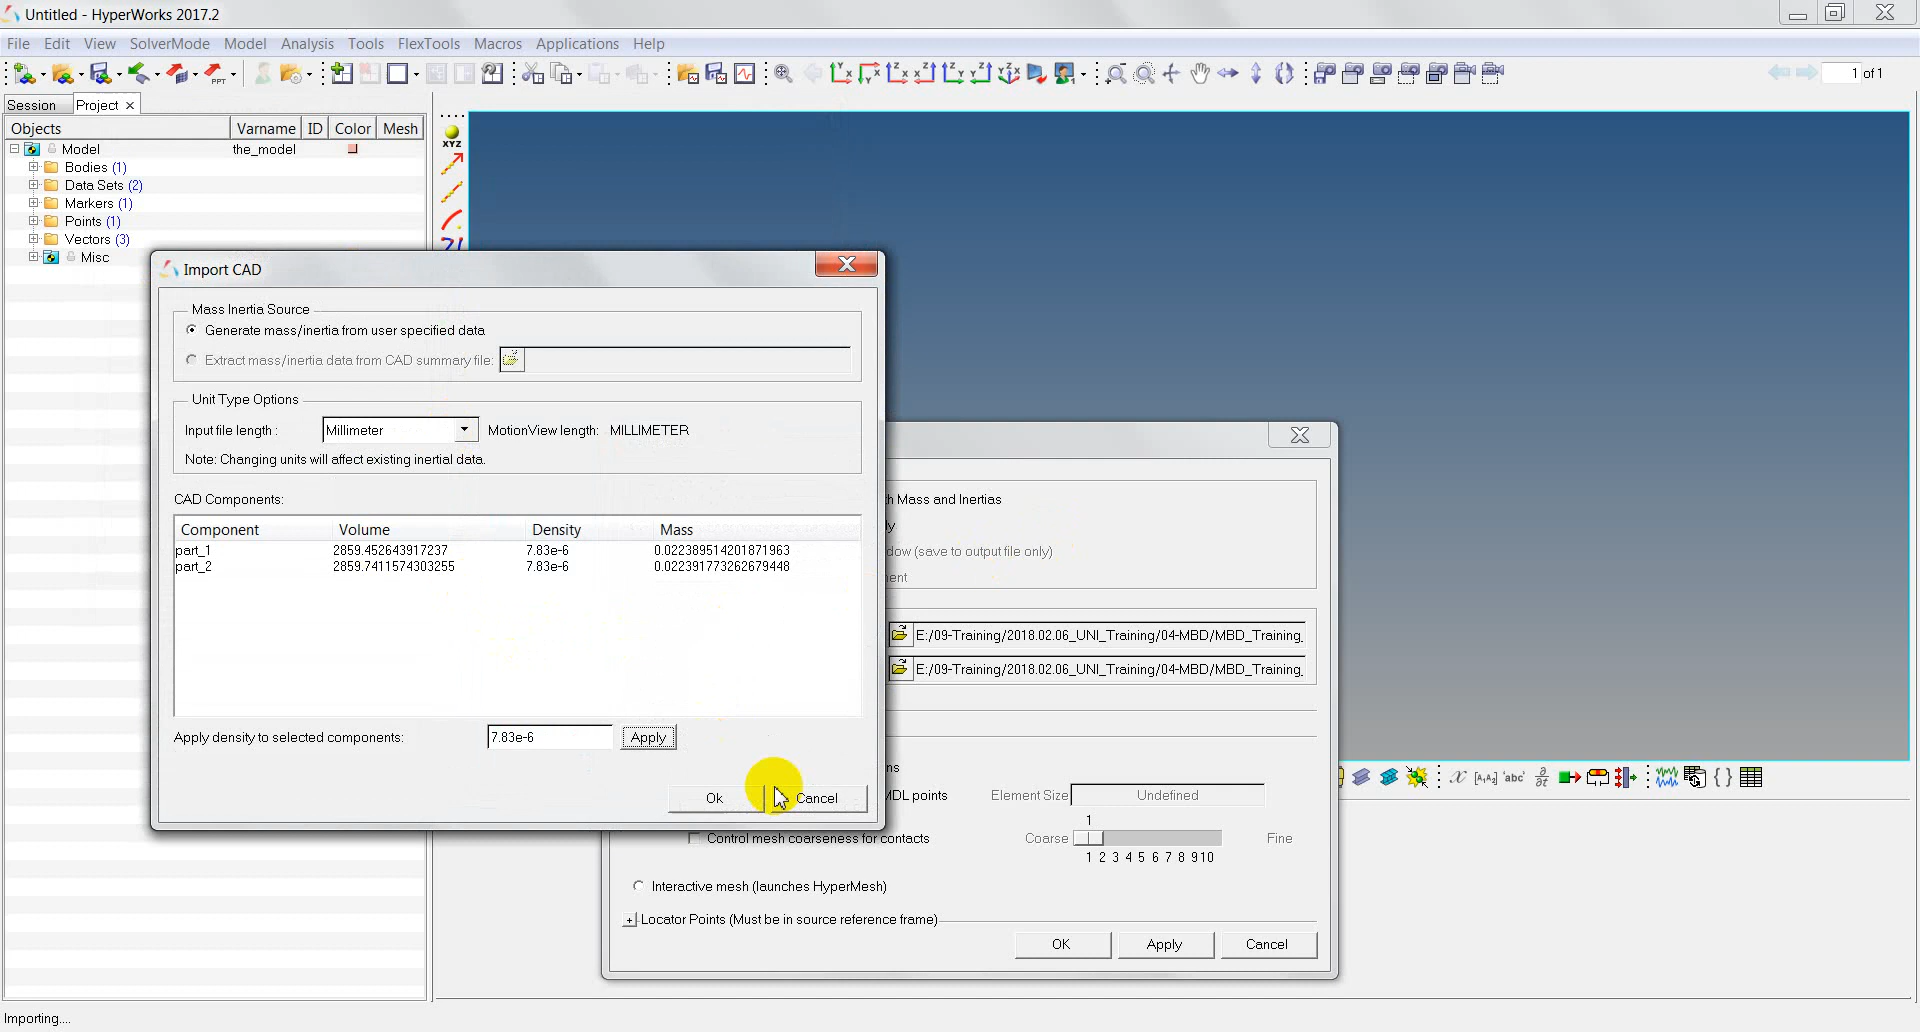 Untitled - HyperWorks 2017.2
File Edit View SolverMode Model Analysis Tools FlexTools Macros Applications Help
PPT
1 of 1
Session Project
Objects Varname ID Color Mesh
Model the_model
Bodies (1)
Data Sets (2)
Markers (1)
Points (1)
Vectors (3)
Misc
XYZ
Import CAD
Mass Inertia Source
Generate mass/inertia from user specified data
Extract mass/inertia data from CAD summary file:
Unit Type Options
Input file length : Millimeter MotionView length: MILLIMETER
Note: Changing units will affect existing inertial data.
CAD Components:
Component Volume Density Mass
part_1 2859.452643917237 7.83e-6 0.022389514201871963
part_2 2859.7411574303255 7.83e-6 0.022391773262679448
Apply density to selected components: 7.83e-6 Apply
Ok Cancel
h Mass and Inertias
ly
dow (save to output file only)
nent
E:/09-Training/2018.02.06_UNI_Training/04-MBD/MBD_Training_
E:/09-Training/2018.02.06_UNI_Training/04-MBD/MBD_Training_
ns
MDL points Element Size Undefined
1
Control mesh coarseness for contacts Coarse Fine
1 2 3 4 5 6 7 8 9 10
Interactive mesh (launches HyperMesh)
Locator Points (Must be in source reference frame)
OK Apply Cancel
Importing....